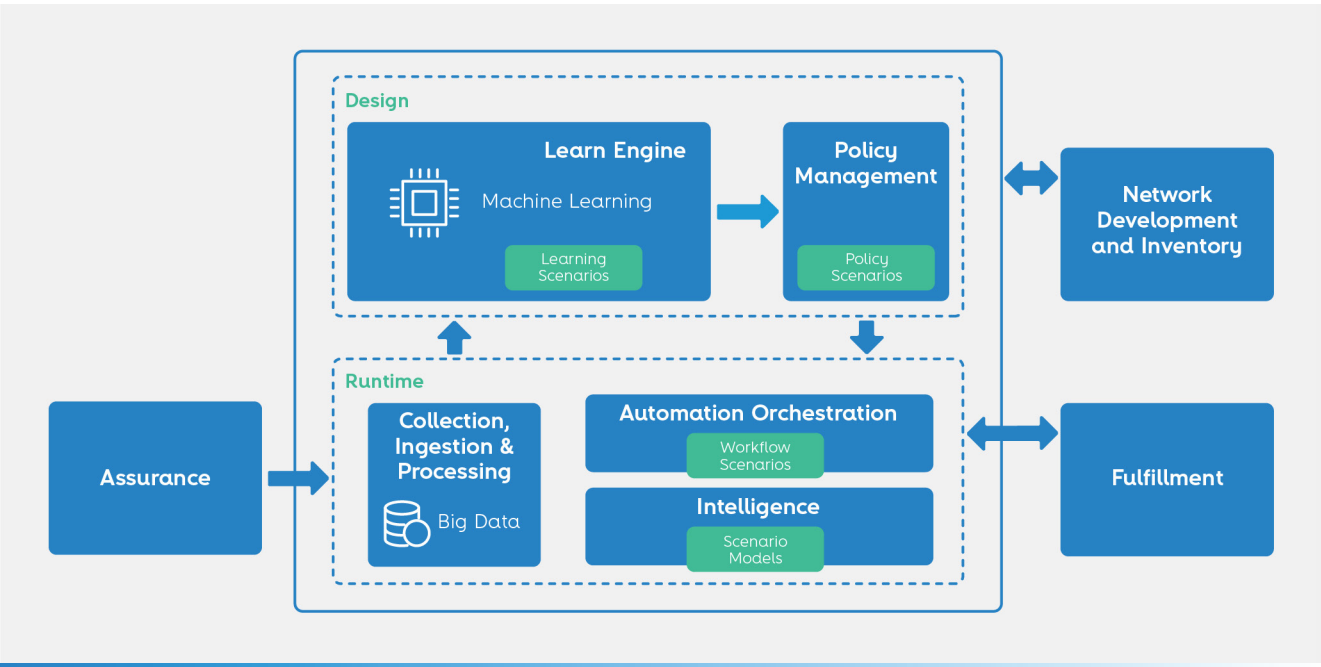 Design
Learn Engine
Machine Learning
Learning
Scenarios
Policy
Management
Policy
Scenarios
Network
Development
and Inventory
Runtime
Collection,
Ingestion &
Processing
Big Data
Automation Orchestration
Workflow
Scenarios
Intelligence
Scenario
Models
Assurance
Fulfillment